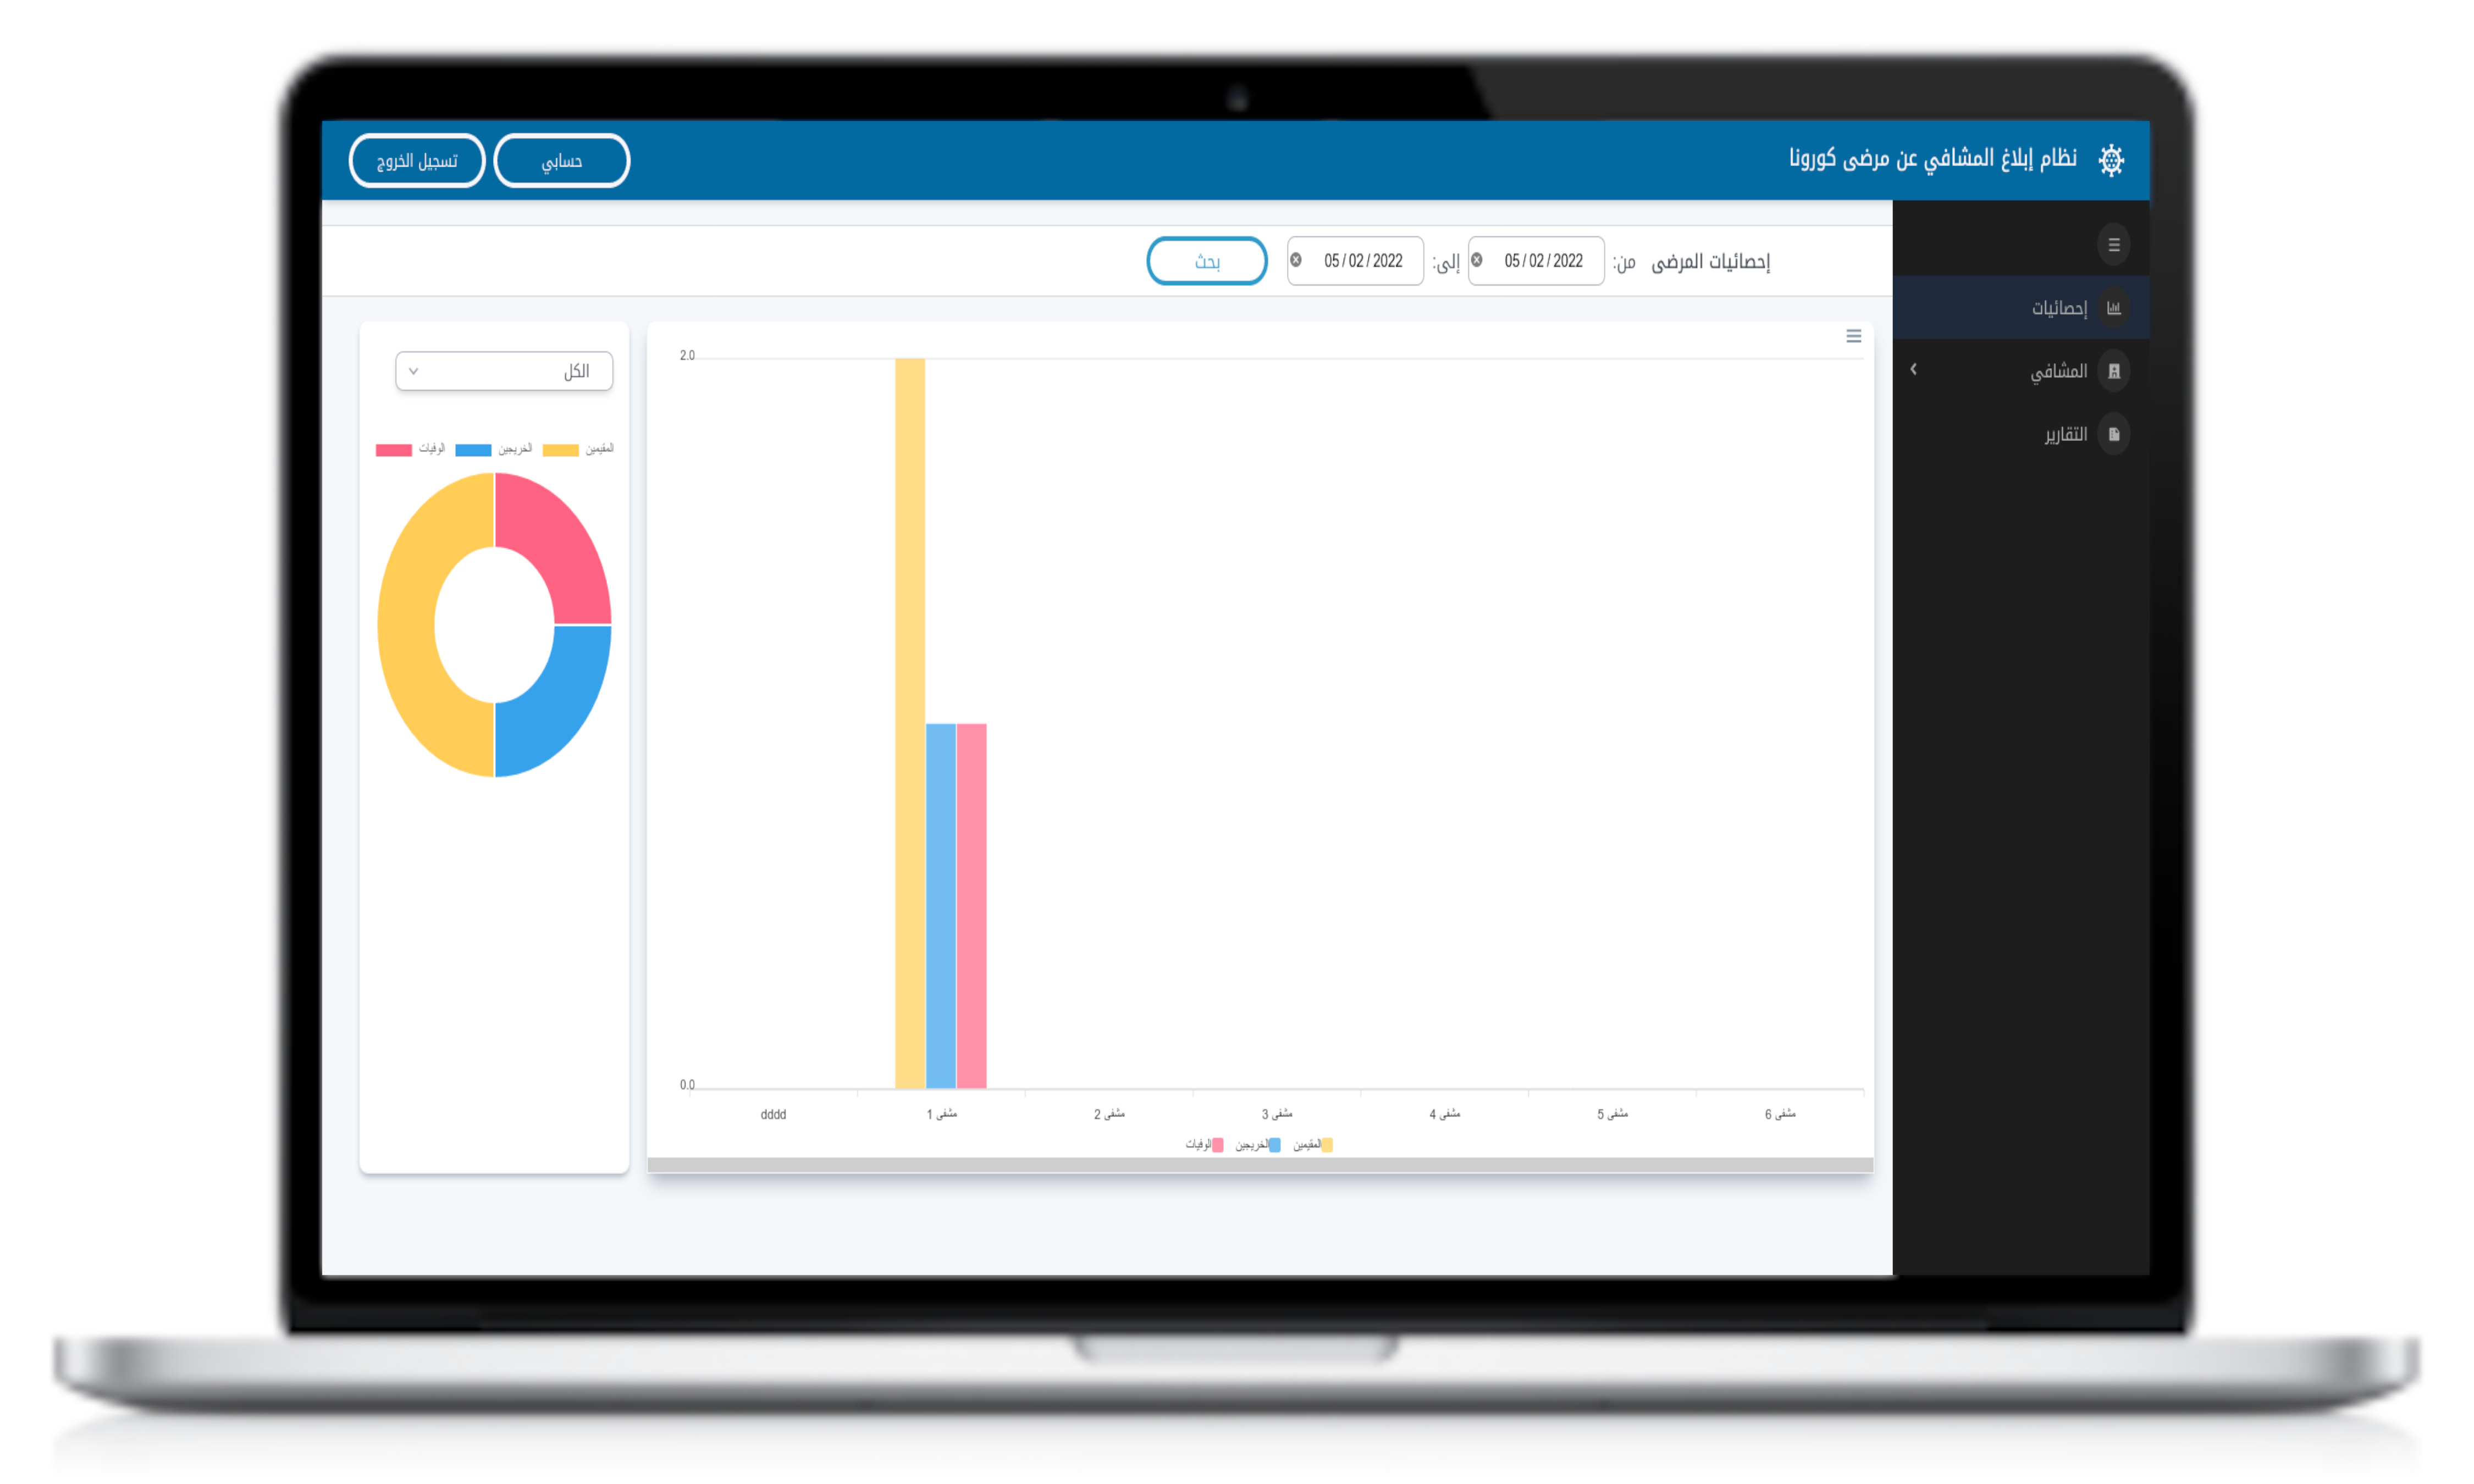 نظام إبلاغ المشافي عن مرضى كورونا
حسابي
تسجيل الخروج
إحصائيات
المشافي
التقارير
إحصائيات المرضى من: 05/02/2022 إلى: 05/02/2022 بحث
2.0
0.0
dddd مشفى 1 مشفى 2 مشفى 3 مشفى 4 مشفى 5 مشفى 6
المقيمين الخريجين الوفيات
الكل
المقيمين الخريجين الوفيات